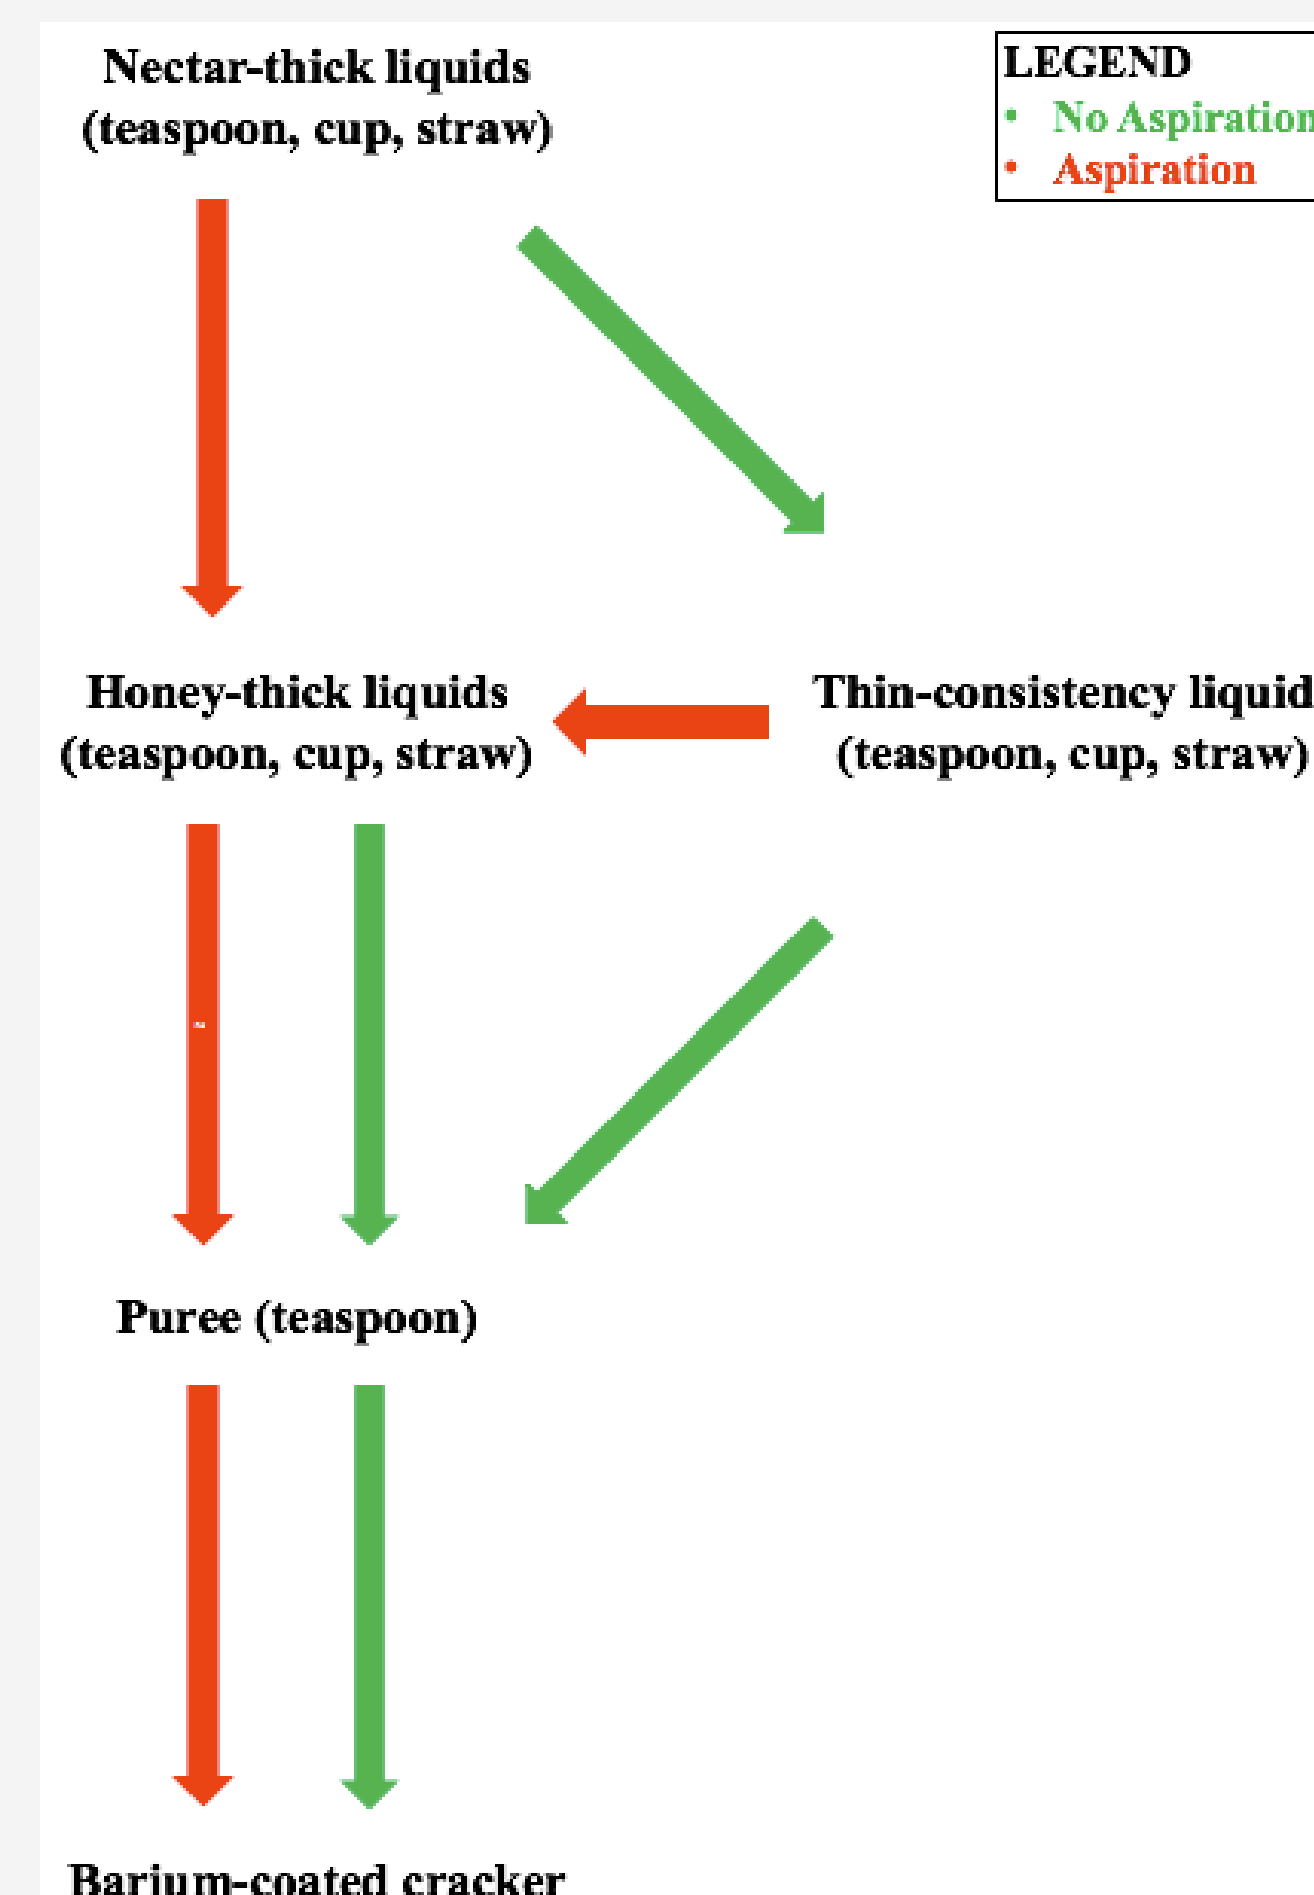 Nectar-thick liquids
(teaspoon, cup, straw)
LEGEND
• No Aspiration
• Aspiration
Honey-thick liquids
(teaspoon, cup, straw)
Thin-consistency liquid
(teaspoon, cup, straw)
Puree (teaspoon)
Barium-coated cracker